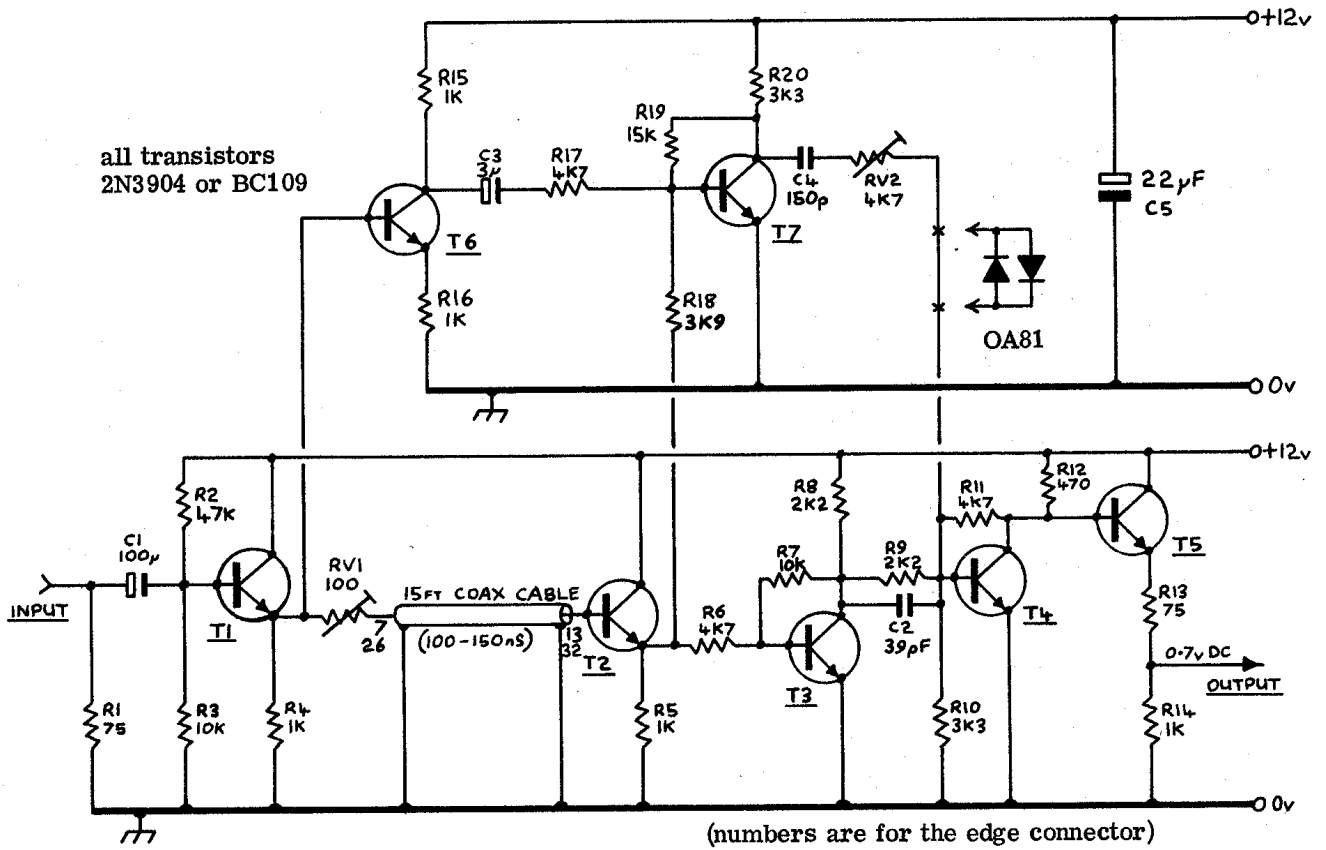 0+12v
R15
1K
R20
3K3
R19
15K
all transistors
2N3904 or BC109
C3
3μ
R17
4K7
C4
150p
RV2
4K7
22μF
C5
T6
T7
R16
1K
R18
3K9
OA81
0v
0+12v
R2
47K
R8
2K2
R11
4K7
R12
470
C1
100μ
RV1
100
R7
10K
R9
2K2
T5
INPUT
T1
15FT COAX CABLE
7
26
(100-150nS)
13
32
T2
R6
4K7
C2
39pF
T4
R13
75
T3
0.7v DC
OUTPUT
R1
75
R3
10K
R4
1K
R5
1K
R10
3K3
R14
1K
0v
(numbers are for the edge connector)